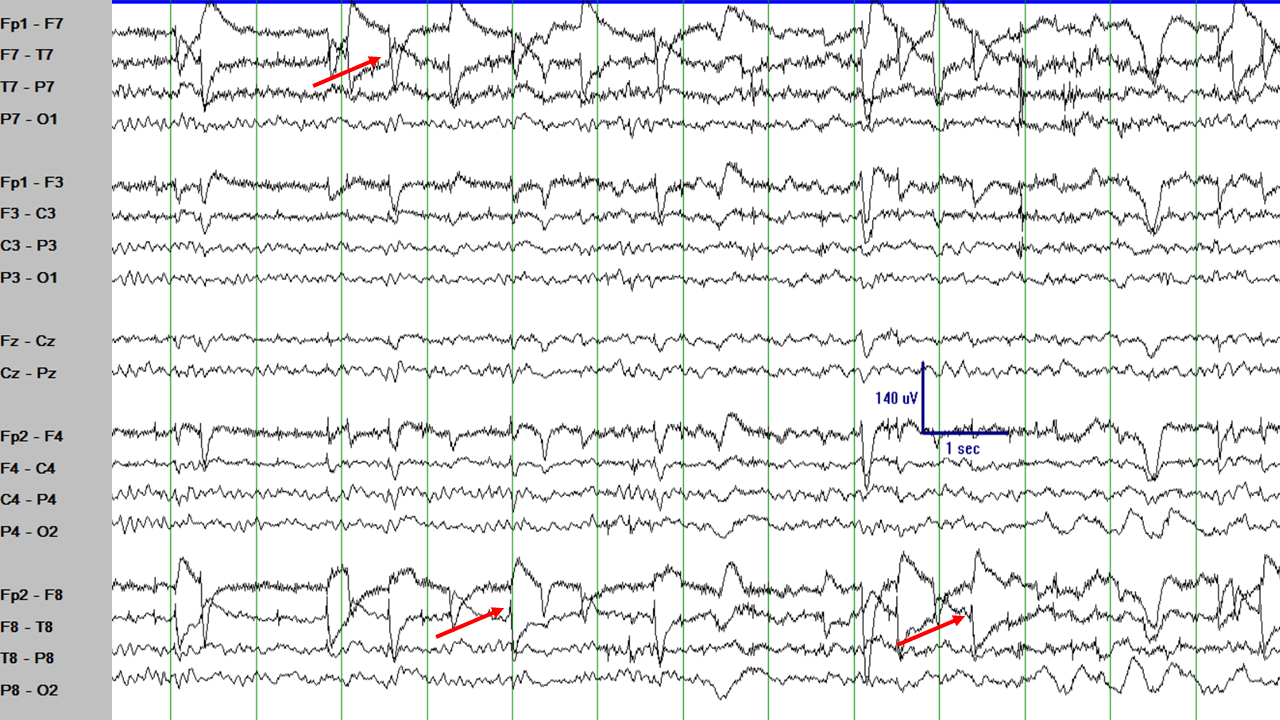 Fp1 - F7
F7 - T7
T7 - P7
P7 - O1
Fp1 - F3
F3 - C3
C3 - P3
P3 - O1
Fz - Cz
Cz - Pz
140 uV
1 sec
Fp2 - F4
F4 - C4
C4 - P4
P4 - O2
Fp2 - F8
F8 - T8
T8 - P8
P8 - O2